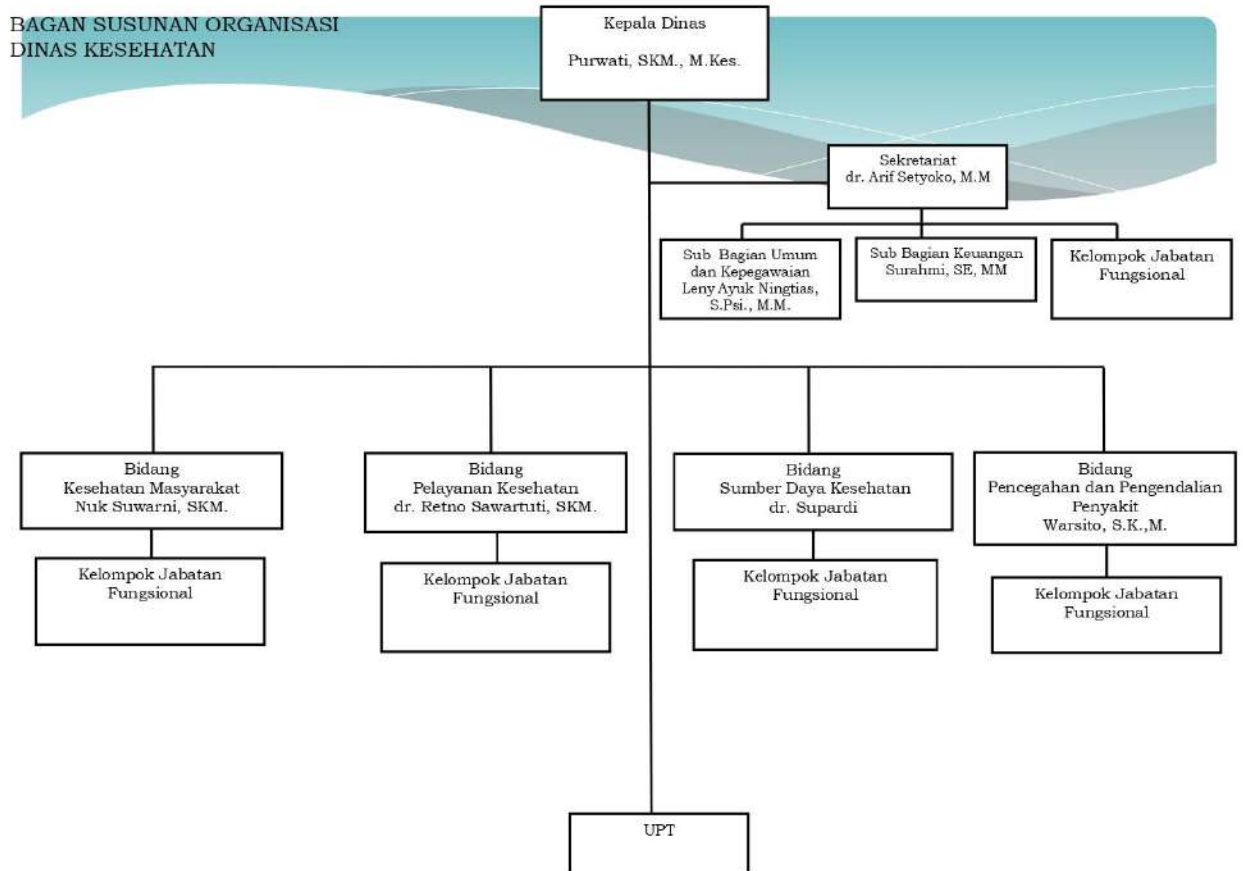 BAGAN SUSUNAN ORGANISASI
DINAS KESEHATAN
Kepala Dinas
Purwati, SKM., M.Kes.
Sekretariat
dr. Arif Setyoko, M.M
Sub Bagian Umum
dan Kepegawaian
Leny Ayuk Ningtias,
S.Psi., M.M.
Sub Bagian Keuangan
Surahmi, SE, MM
Kelompok Jabatan
Fungsional
Bidang
Kesehatan Masyarakat
Nuk Suwarni, SKM.
Bidang
Pelayanan Kesehatan
dr. Retno Sawartuti, SKM.
Bidang
Sumber Daya Kesehatan
dr. Supardi
Bidang
Pencegahan dan Pengendalian
Penyakit
Warsito, S.K.,M.
Kelompok Jabatan
Fungsional
Kelompok Jabatan
Fungsional
Kelompok Jabatan
Fungsional
Kelompok Jabatan
Fungsional
UPT